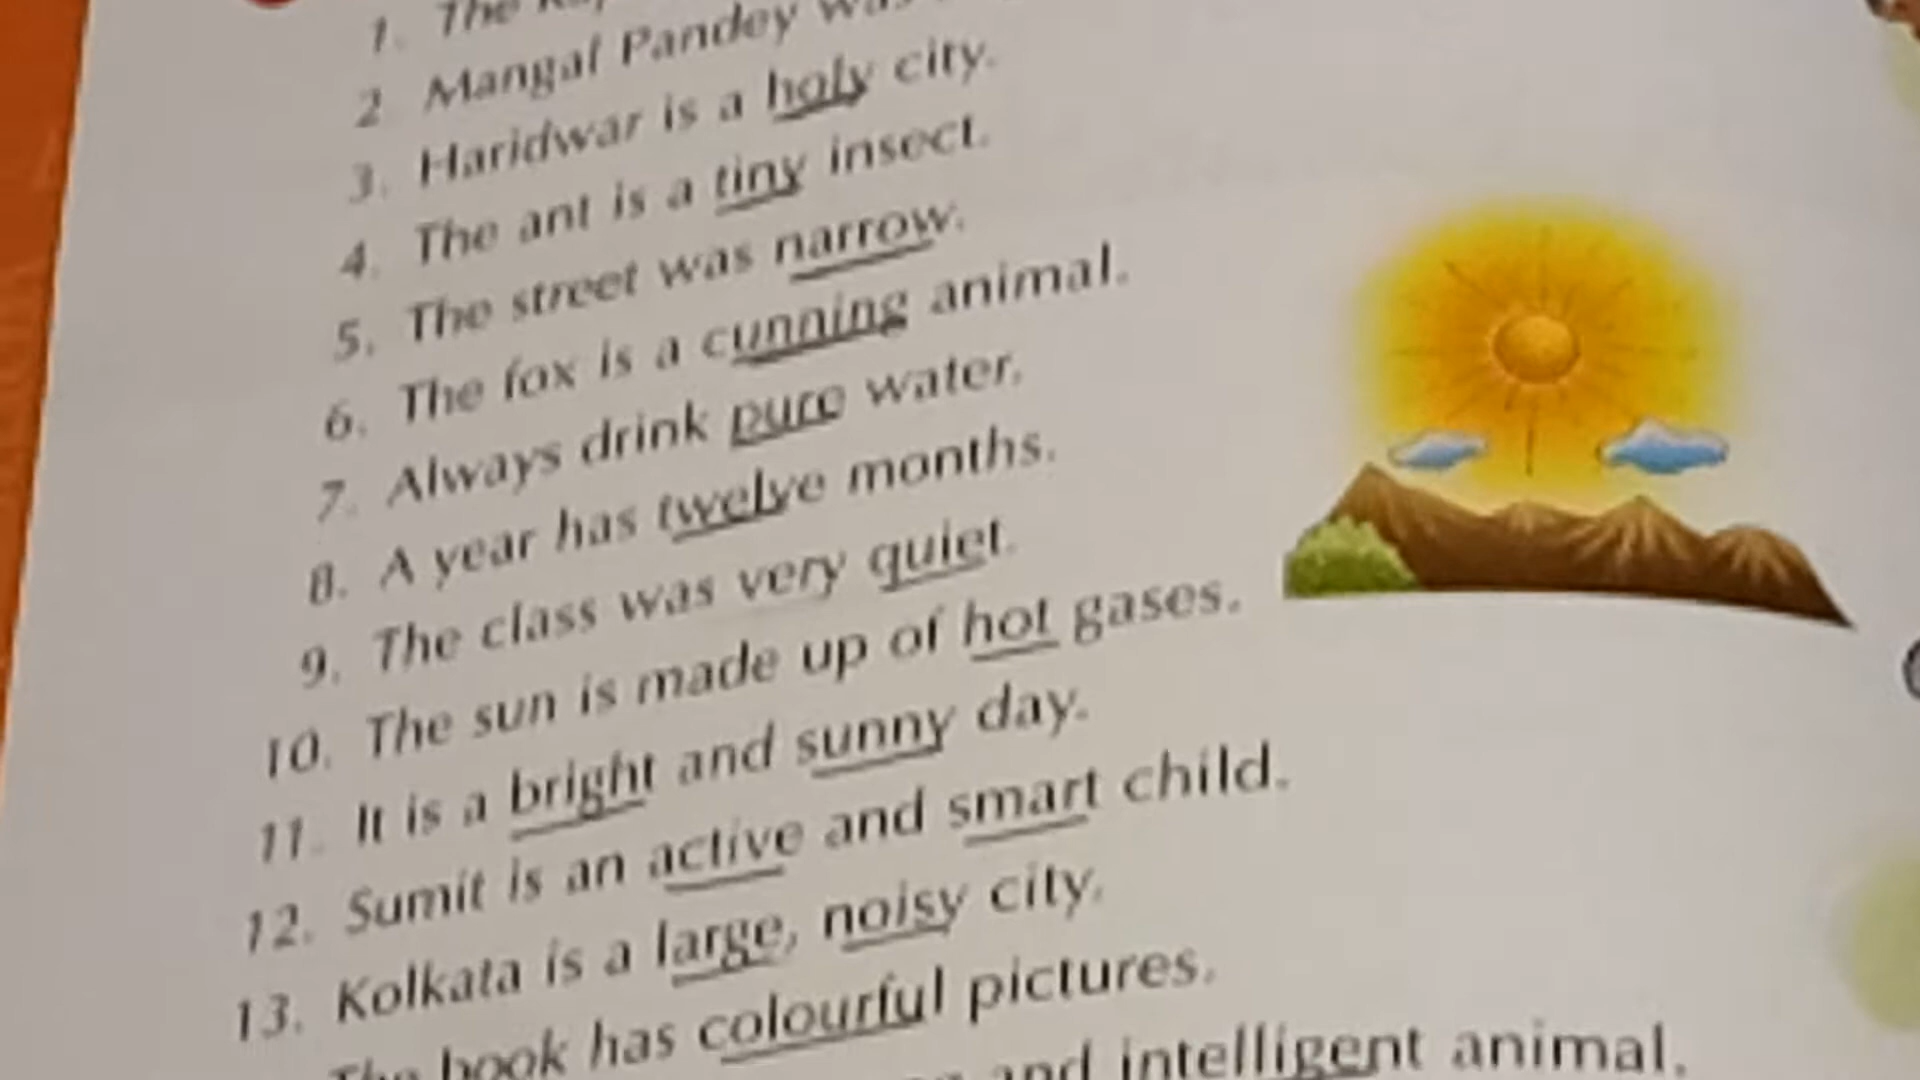 1. The
2 Mangal Pandey was
3. Haridwar is a holy city.
4. The ant is a tiny insect.
5. The street was narrow.
6. The fox is a cunning animal.
7. Always drink pure water.
8. A year has twelve months.
9. The class was very quiet.
10. The sun is made up of hot gases.
11. It is a bright and sunny day.
12. Sumit is an active and smart child.
13. Kolkata is a large, noisy city.
The book has colourful pictures.
and intelligent animal.